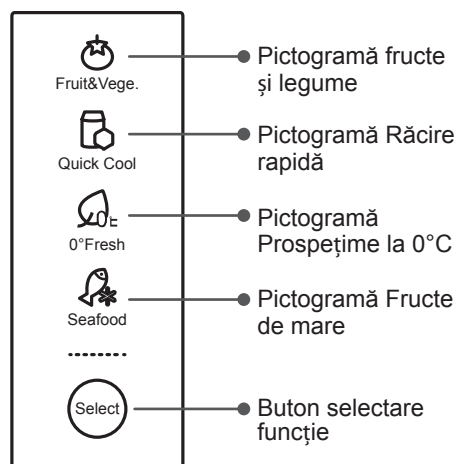 Fruit&Vege.
Pictogramă fructe
și legume
Quick Cool
Pictogramă Răcire
rapidă
0°Fresh
Pictogramă
Prospețime la 0°C
Seafood
Pictogramă Fructe
de mare
Select
Buton selectare
funcție